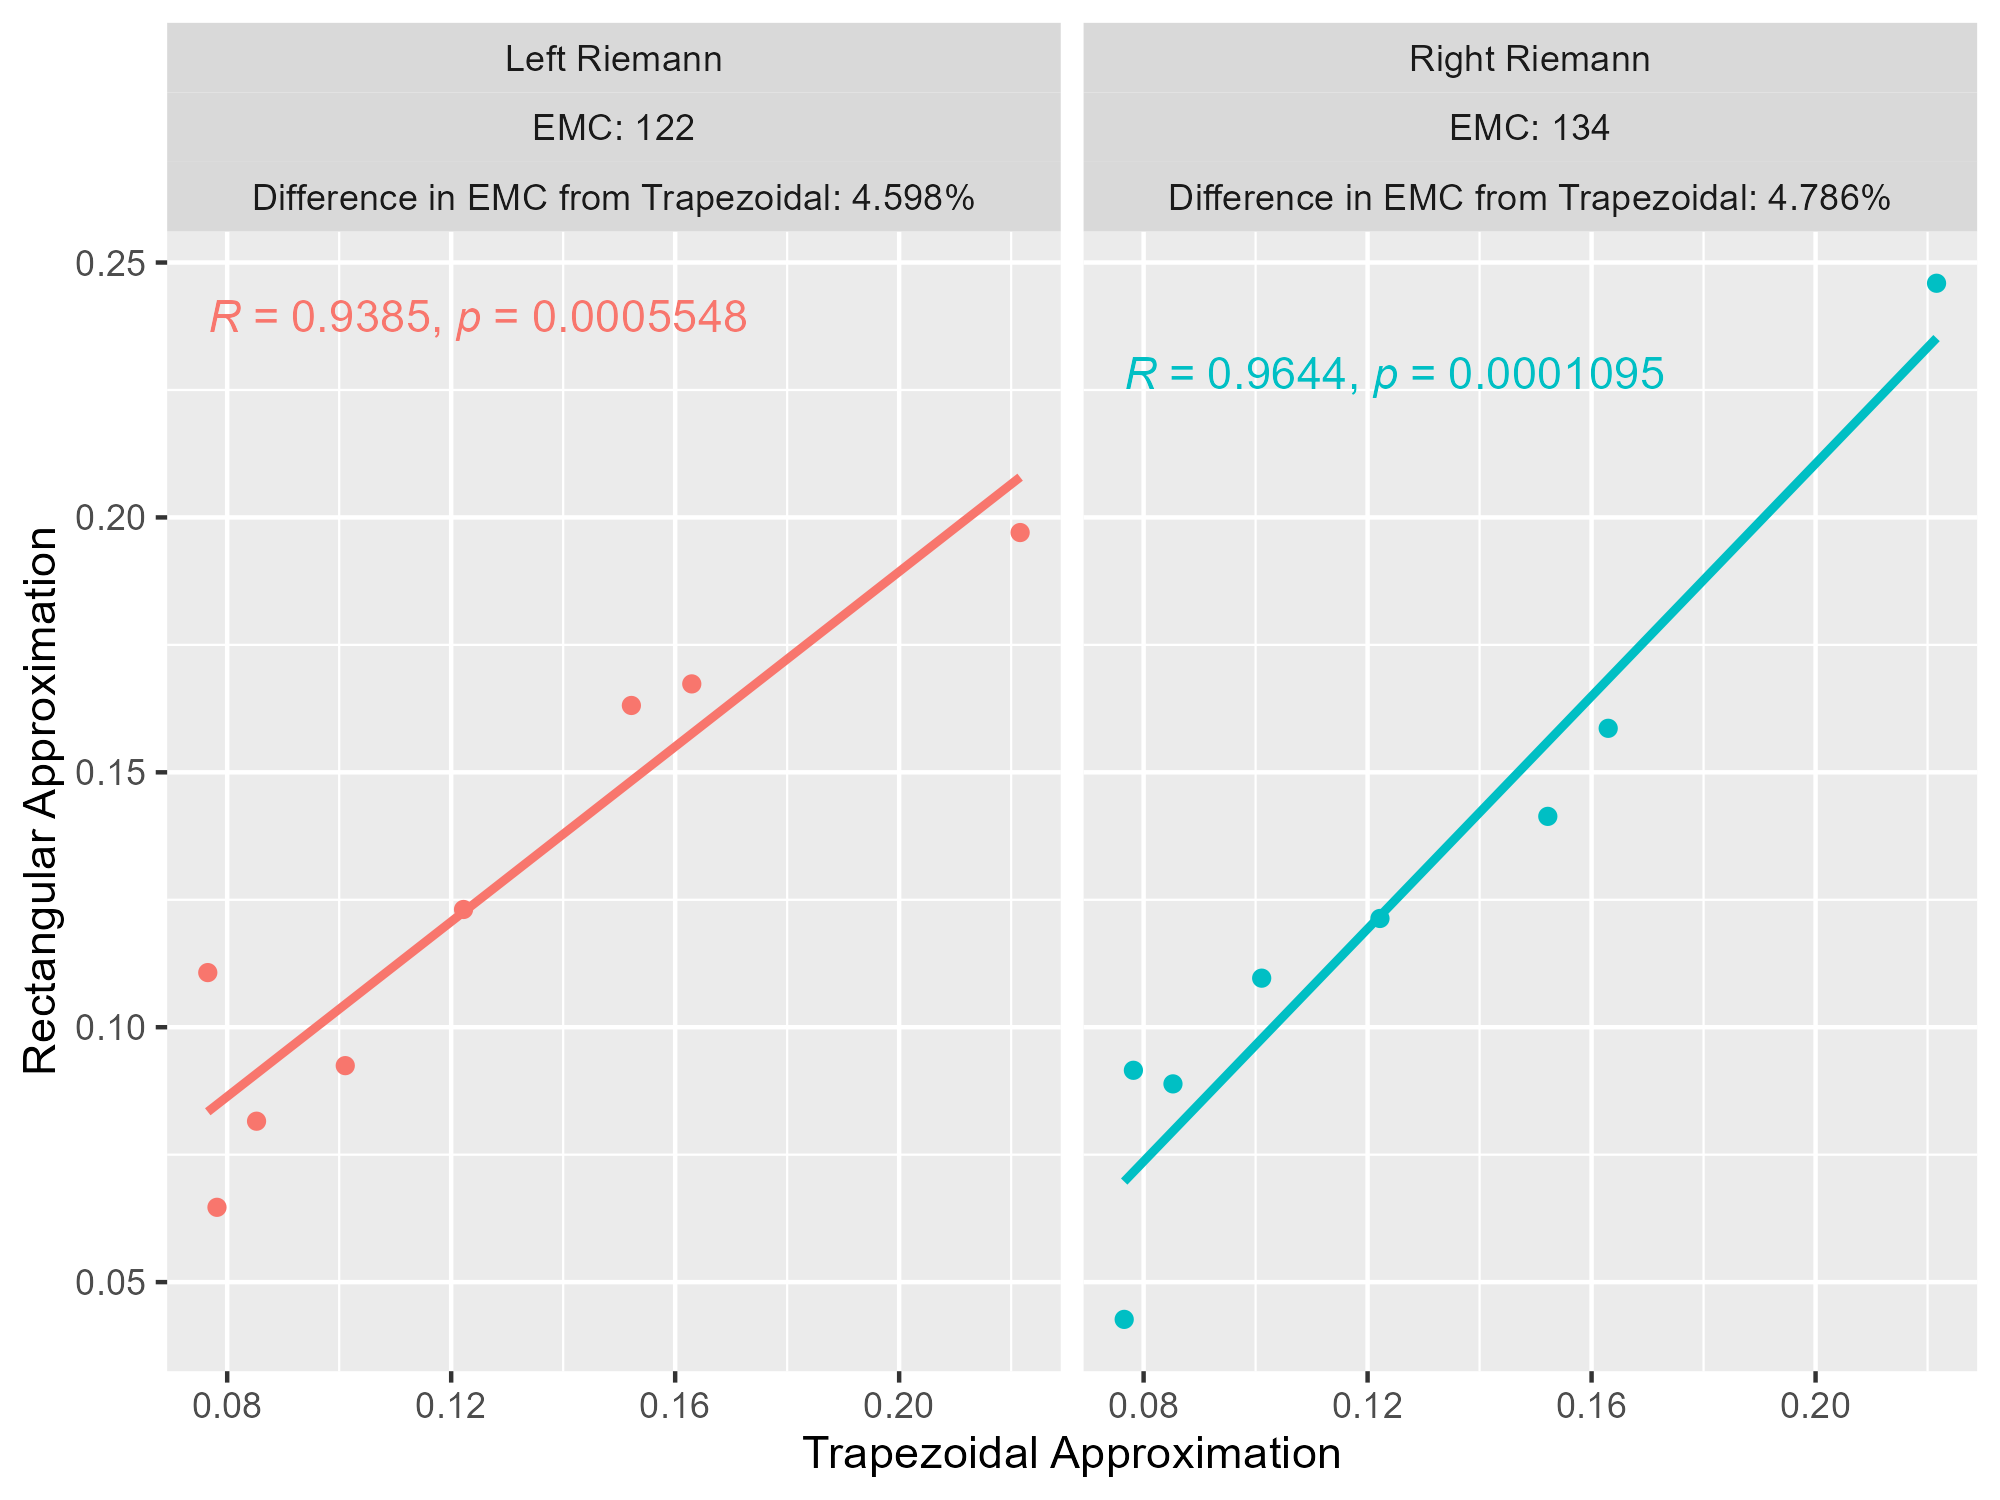 Left Riemann
EMC: 122
Difference in EMC from Trapezoidal: 4.598%
Right Riemann
EMC: 134
Difference in EMC from Trapezoidal: 4.786%
R = 0.9385, p = 0.0005548
R = 0.9644, p = 0.0001095
Rectangular Approximation
0.25
0.20
0.15
0.10
0.05
0.08 0.12 0.16 0.20
0.08 0.12 0.16 0.20
Trapezoidal Approximation